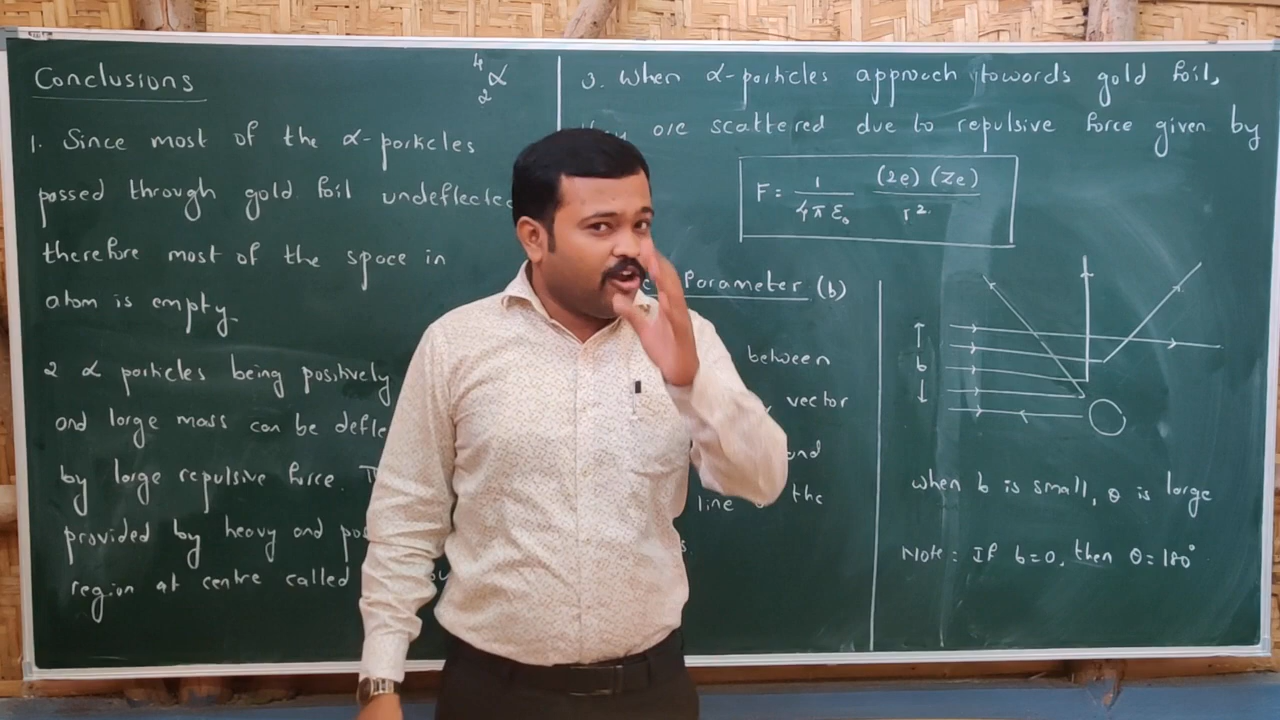 Conclusions
⁴₂α
1. Since most of the α-particles
passed through gold foil undeflected
therefore most of the space in
atom is empty.
2 α particles being positively
and large mass can be defle
by large repulsive force. T
provided by heavy and pos
region at centre called
3. When α-particles approach towards gold foil,
are scattered due to repulsive force given by
F = 1/4πε₀ (2e)(Ze)/r²
Parameter (b)
between
vector
and
line the
b
when b is small, θ is large
Note: If b=0, then θ=180°